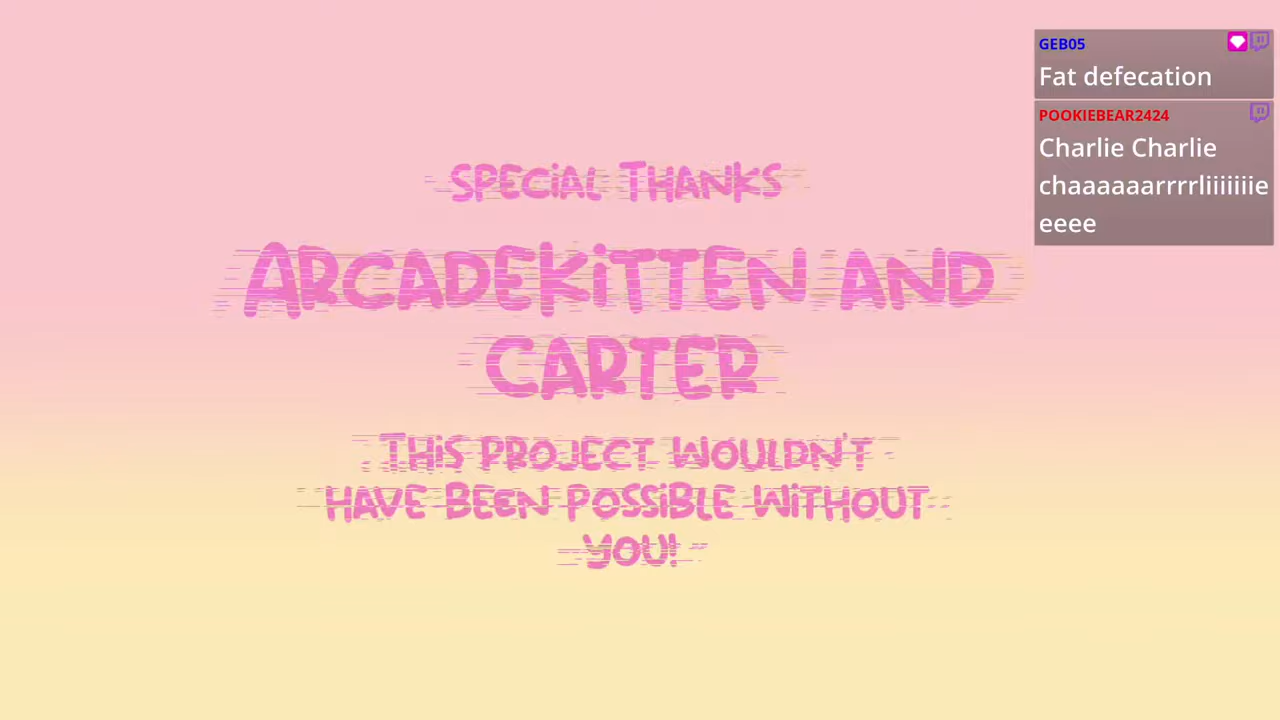 SPECiAL THANKS
ARCADEKiTTEN AND
CARTER
THiS PROJECT WOULDN'T
HAVE BEEN POSSiBLE WiTHOUT
YOU!
GEB05
Fat defecation
POOKIEBEAR2424
Charlie Charlie
chaaaaaarrrrliiiiiiie
eeee